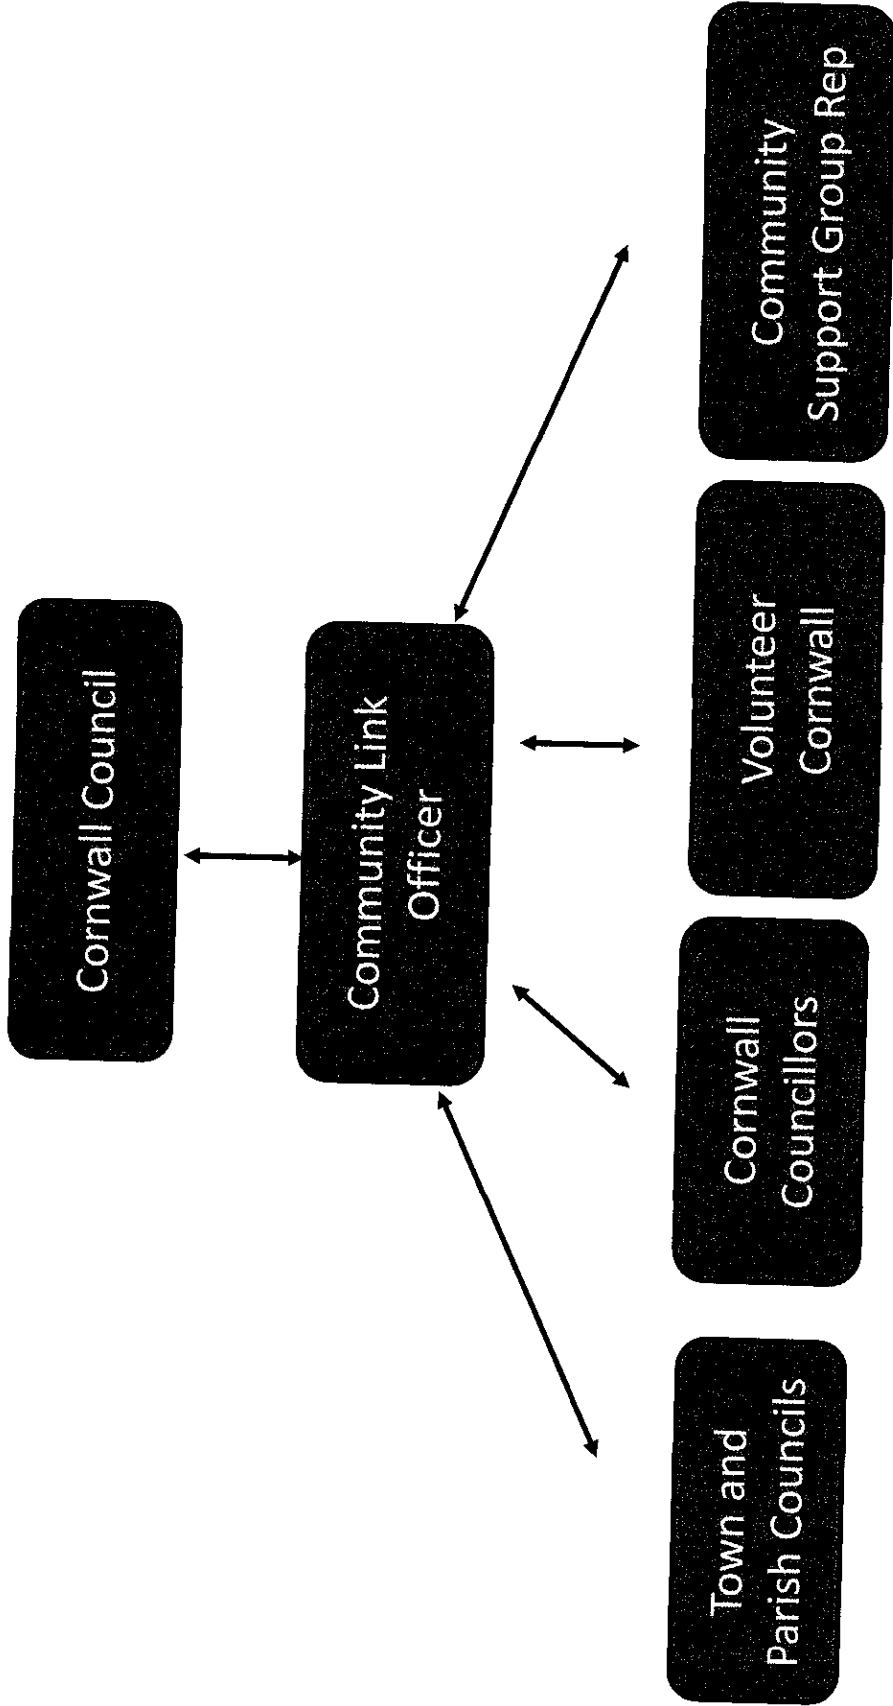 Cornwall Council
Community Link
Officer
Town and
Parish Councils
Cornwall
Councillors
Volunteer
Cornwall
Community
Support Group Rep